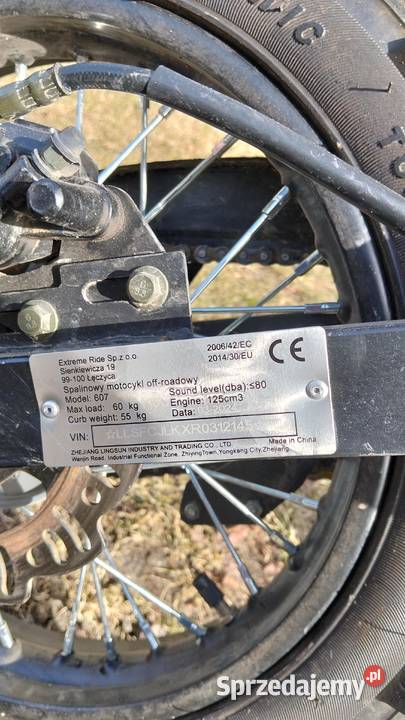 Extreme Ride Sp.z o.o
Sienkiewicza 19
99-100 Łęczyca
2006/42/EC
2014/30/EU
CE
Spalinowy motocykl off-roadowy
Model: 607
Sound level(dba):≤80
Max load: 60 kg
Engine: 125cm3
Curb weight: 55 kg
Data:
VIN:
ZHEJIANG LINGSUN INDUSTRY AND TRADING CO., LTD
Made in China
Wanjin Road, Industrial Functional Zone, ZhiyingTown,Yongkang City,Zhejiang.
Sprzedajemy.pl